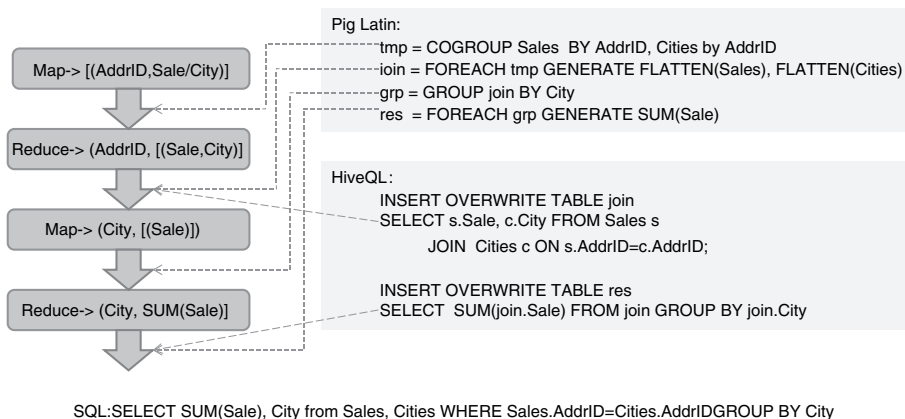 Map-> [(AddrID,Sale/City)]
Reduce-> (AddrID, [(Sale,City)]
Map-> (City, [(Sale)])
Reduce-> (City, SUM(Sale)]
Pig Latin:
tmp = COGROUP Sales BY AddrID, Cities by AddrID
ioin = FOREACH tmp GENERATE FLATTEN(Sales), FLATTEN(Cities)
grp = GROUP join BY City
res = FOREACH grp GENERATE SUM(Sale)
HiveQL:
INSERT OVERWRITE TABLE join
SELECT s.Sale, c.City FROM Sales s
JOIN Cities c ON s.AddrID=c.AddrID;
INSERT OVERWRITE TABLE res
SELECT SUM(join.Sale) FROM join GROUP BY join.City
SQL:SELECT SUM(Sale), City from Sales, Cities WHERE Sales.AddrID=Cities.AddrIDGROUP BY City